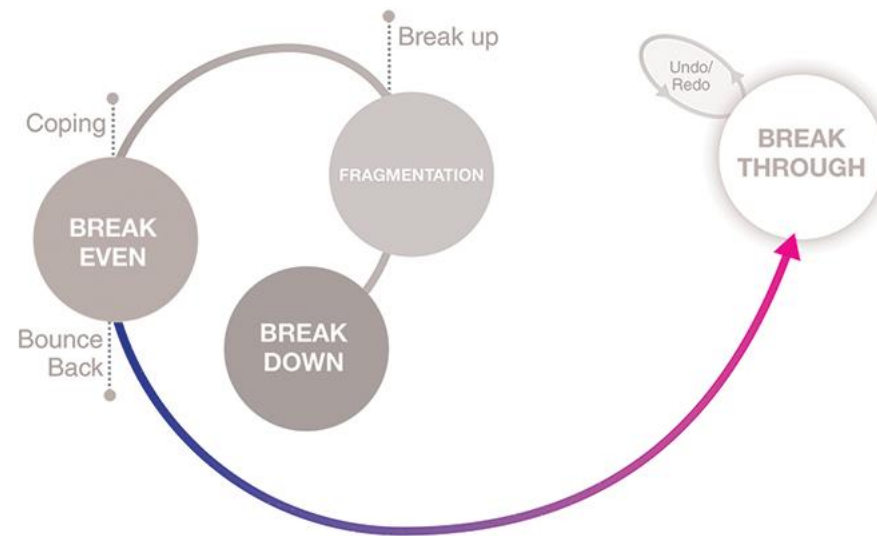 Break up
Undo/
Redo
Coping
BREAK
THROUGH
FRAGMENTATION
BREAK
EVEN
Bounce
Back
BREAK
DOWN